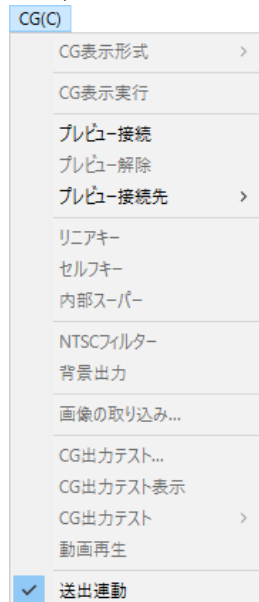 CG(C)
CG表示形式
CG表示実行
プレビュー接続
プレビュー解除
プレビュー接続先
リニアキー
セルフキー
内部スーパー
NTSCフィルター
背景出力
画像の取り込み...
CG出力テスト...
CG出力テスト表示
CG出力テスト
動画再生
送出連動